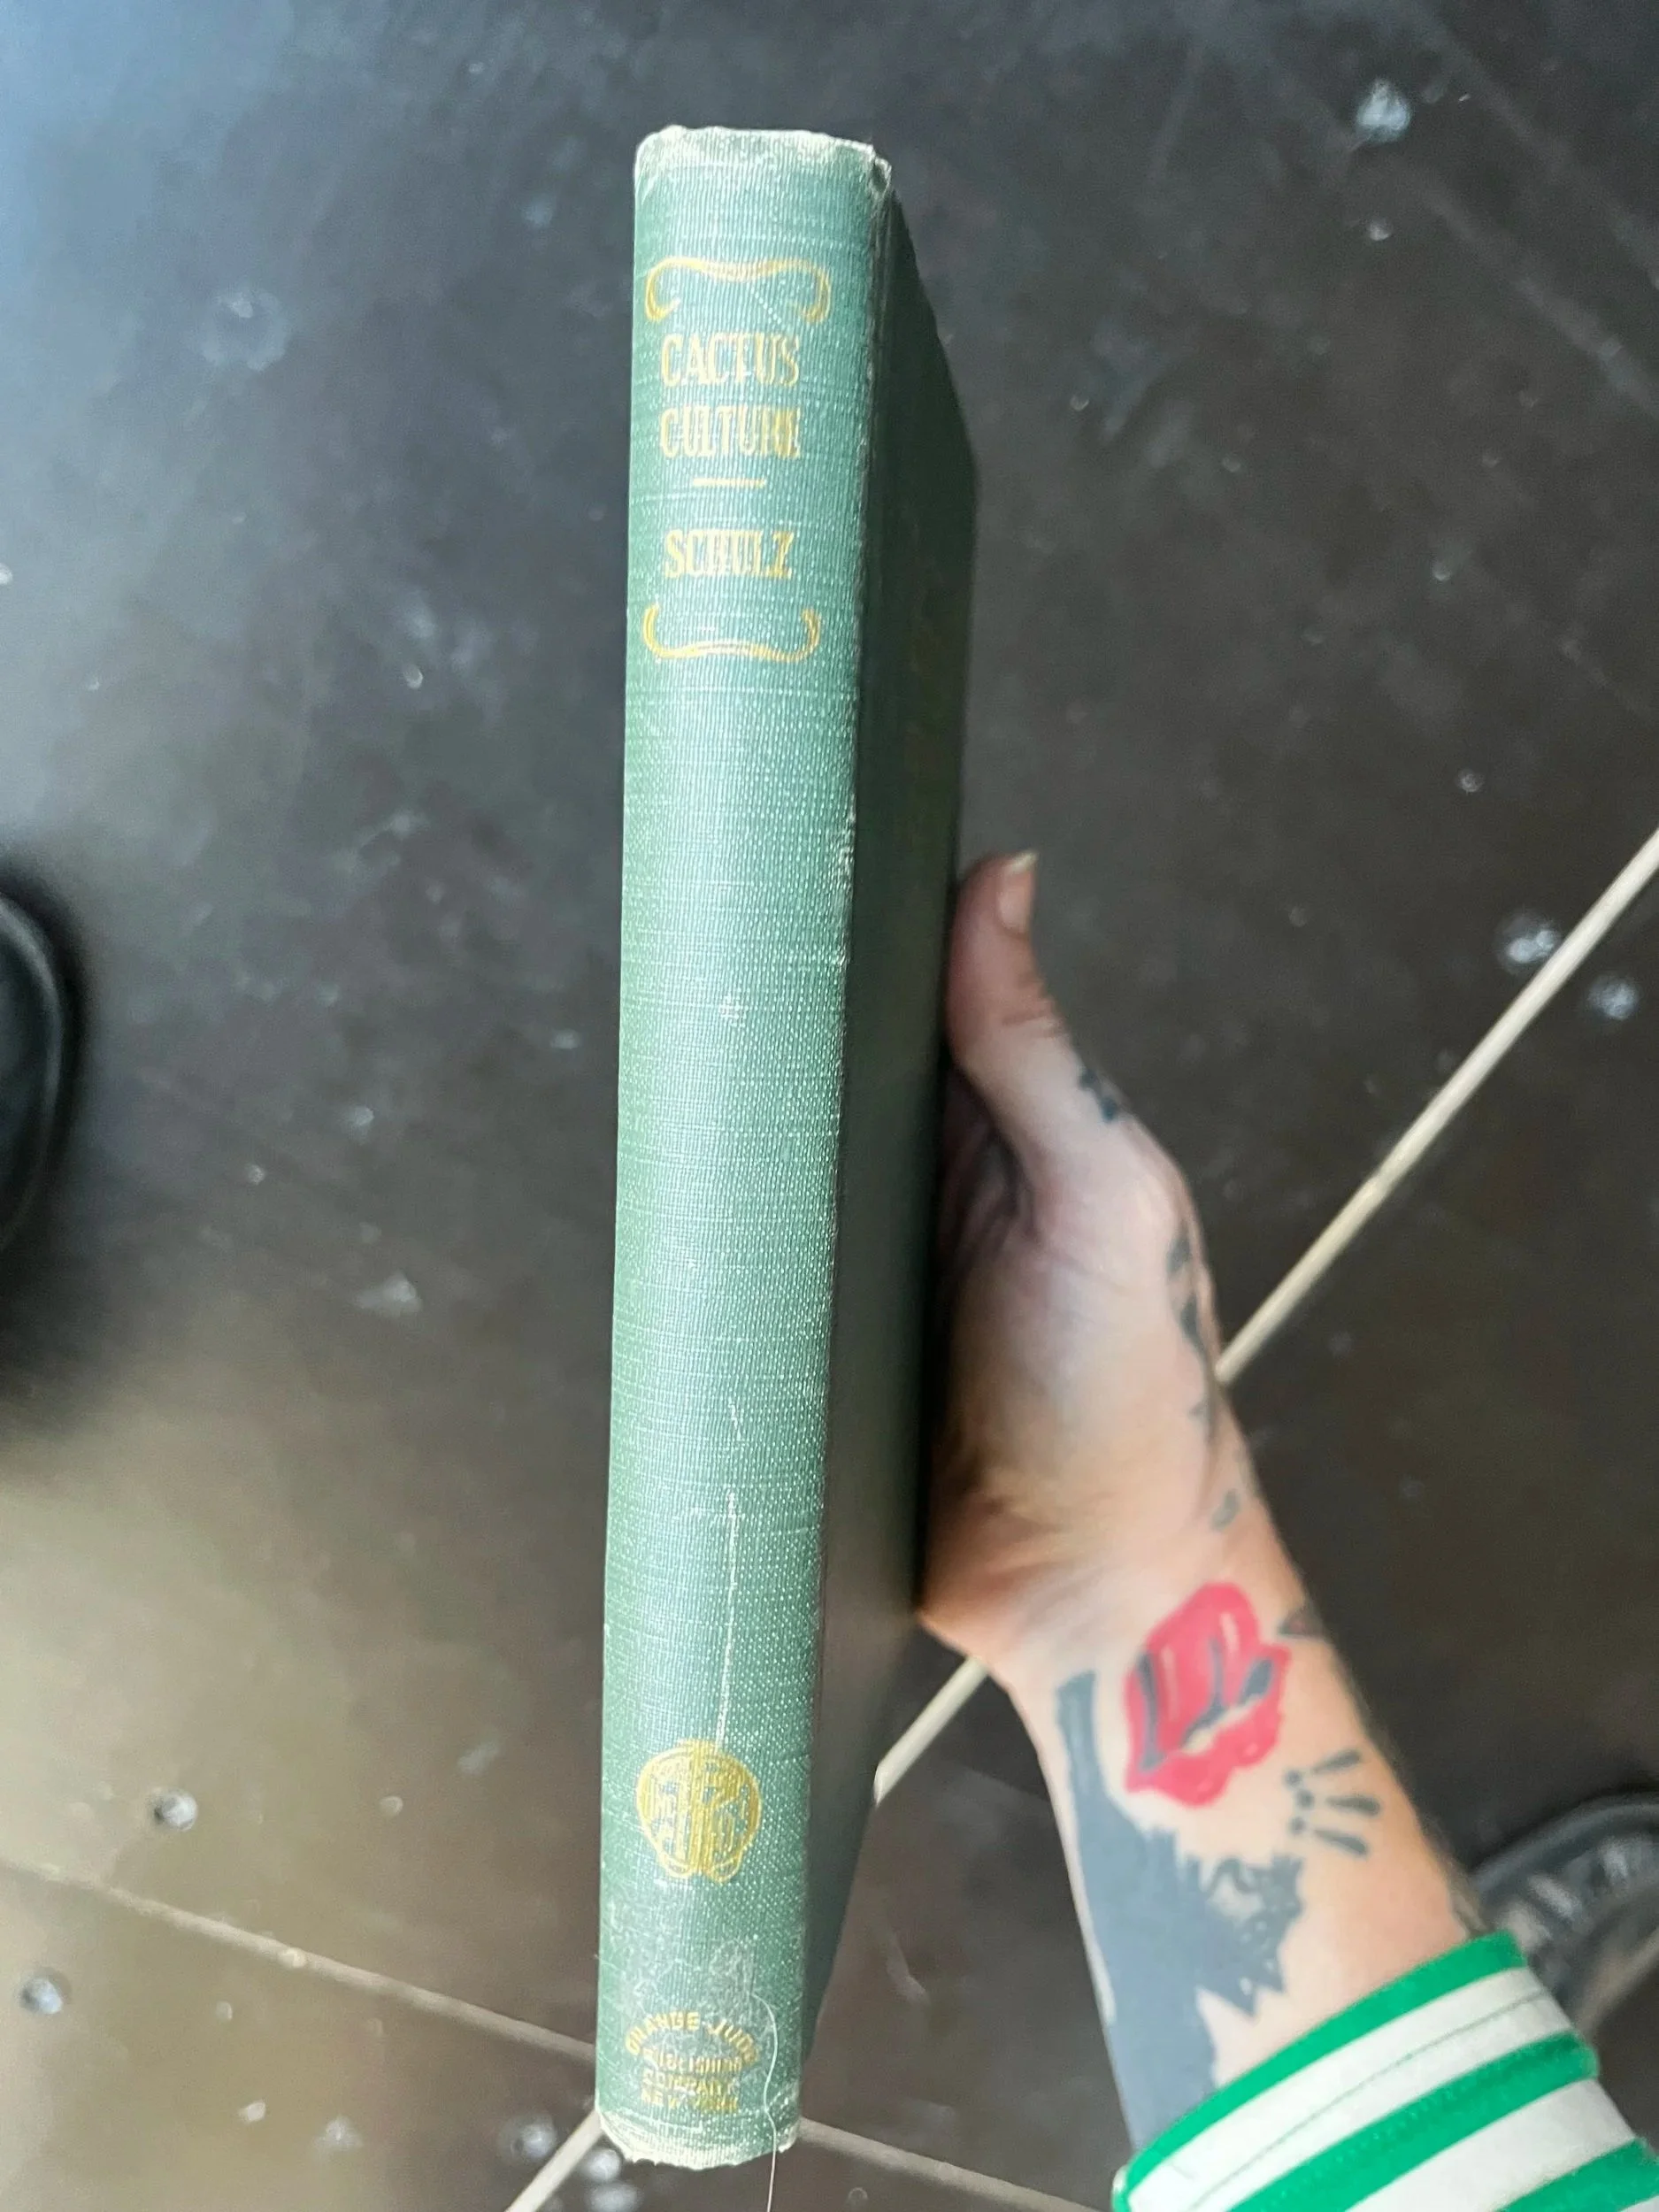 CACTUS
CULTURE
SCHULZ
ORANGE JUDD
PUBLISHING
COMPANY
NEW YORK